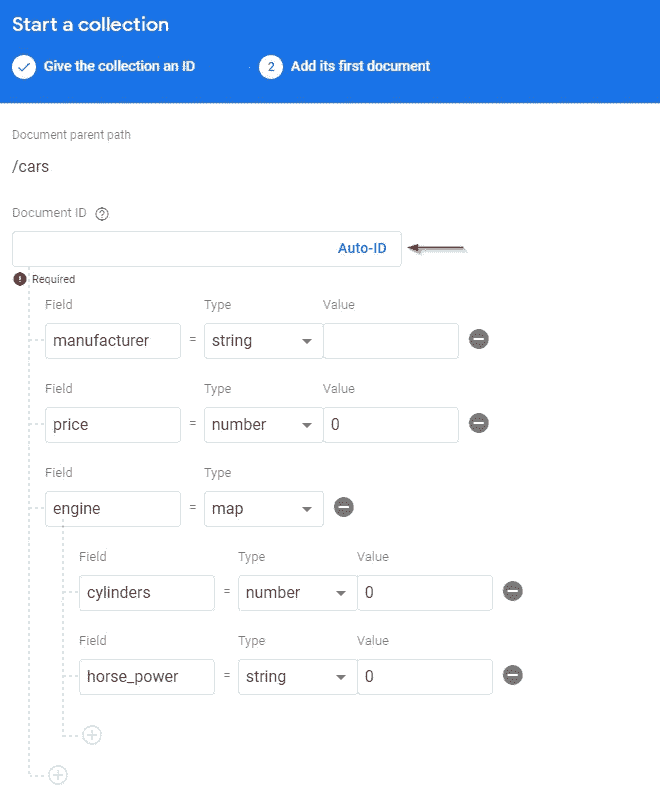 Start a collection
Give the collection an ID 2 Add its first document
Document parent path
/cars
Document ID ?
Auto-ID
! Required
Field Type Value
manufacturer = string
Field Type Value
price = number 0
Field Type
engine = map
Field Type Value
cylinders = number 0
Field Type Value
horse_power = string 0